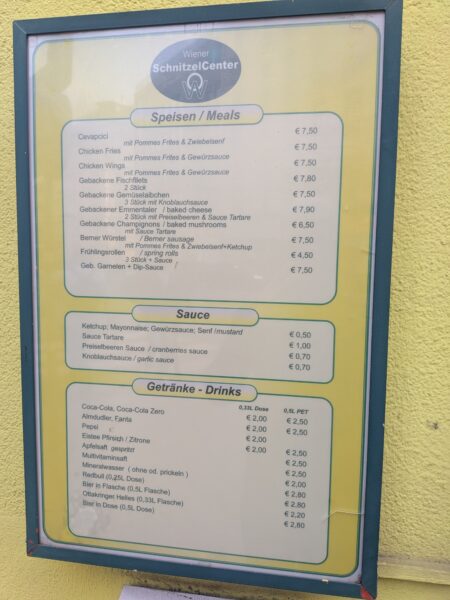 Wiener
SchnitzelCenter
W
Speisen / Meals
Cevapcici € 7,50
mit Pommes Frites & Zwiebelsenf
Chicken Fries € 7,50
mit Pommes Frites & Gewürzsauce
Chicken Wings € 7,50
mit Pommes Frites & Gewürzsauce
Gebackene Fischfilets € 7,80
2 Stück
Gebackene Gemüselaibchen € 7,50
3 Stück mit Knoblauchsauce
Gebackener Emmentaler / baked cheese € 7,90
2 Stück mit Preiselbeeren & Sauce Tartare
Gebackene Champignons / baked mushrooms € 6,50
mit Sauce Tartare
Berner Würstel / Berner sausage € 7,50
mit Pommes Frites & Zwiebelsenf+Ketchup
Frühlingsrollen / spring rolls € 4,50
3 Stück + Sauce
Geb. Garnelen + Dip-Sauce € 7,50
Sauce
Ketchup; Mayonnaise; Gewürzsauce; Senf /mustard € 0,50
Sauce Tartare € 1,00
Preiselbeeren Sauce / cranberries sauce € 0,70
Knoblauchsauce / garlic sauce € 0,70
Getränke - Drinks
0,33L Dose 0,5L PET
Coca-Cola, Coca-Cola Zero € 2,00 € 2,50
Almdudler, Fanta € 2,00 € 2,50
Pepsi € 2,00
Eistee Pfirsich / Zitrone € 2,50
Apfelsaft gespritzt € 2,00 € 2,50
Multivitaminsaft € 2,50
Mineralwasser ( ohne od. prickeln ) € 2,00
Redbull (0,25L Dose) € 2,80
Bier in Flasche (0,5L Flasche) € 2,80
Ottakringer Helles (0,33L Flasche) € 2,20
Bier in Dose (0,5L Dose) € 2,60